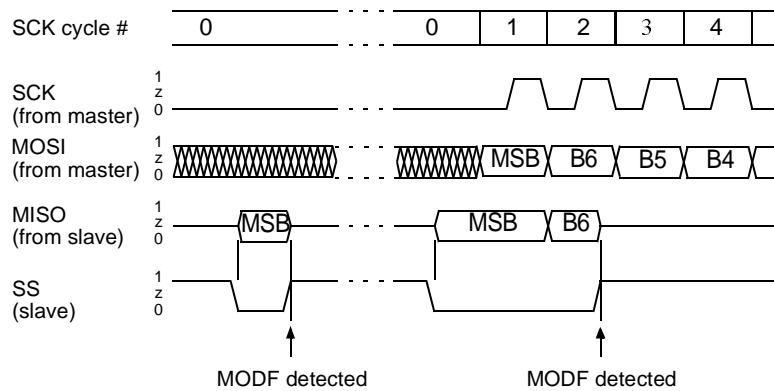 SCK cycle # 0 0 1 2 3 4
SCK
(from master)
1
z
0
MOSI
(from master)
1
z
0
MSB B6 B5 B4
MISO
(from slave)
1
z
0
MSB MSB B6
SS
(slave)
1
z
0
MODF detected MODF detected